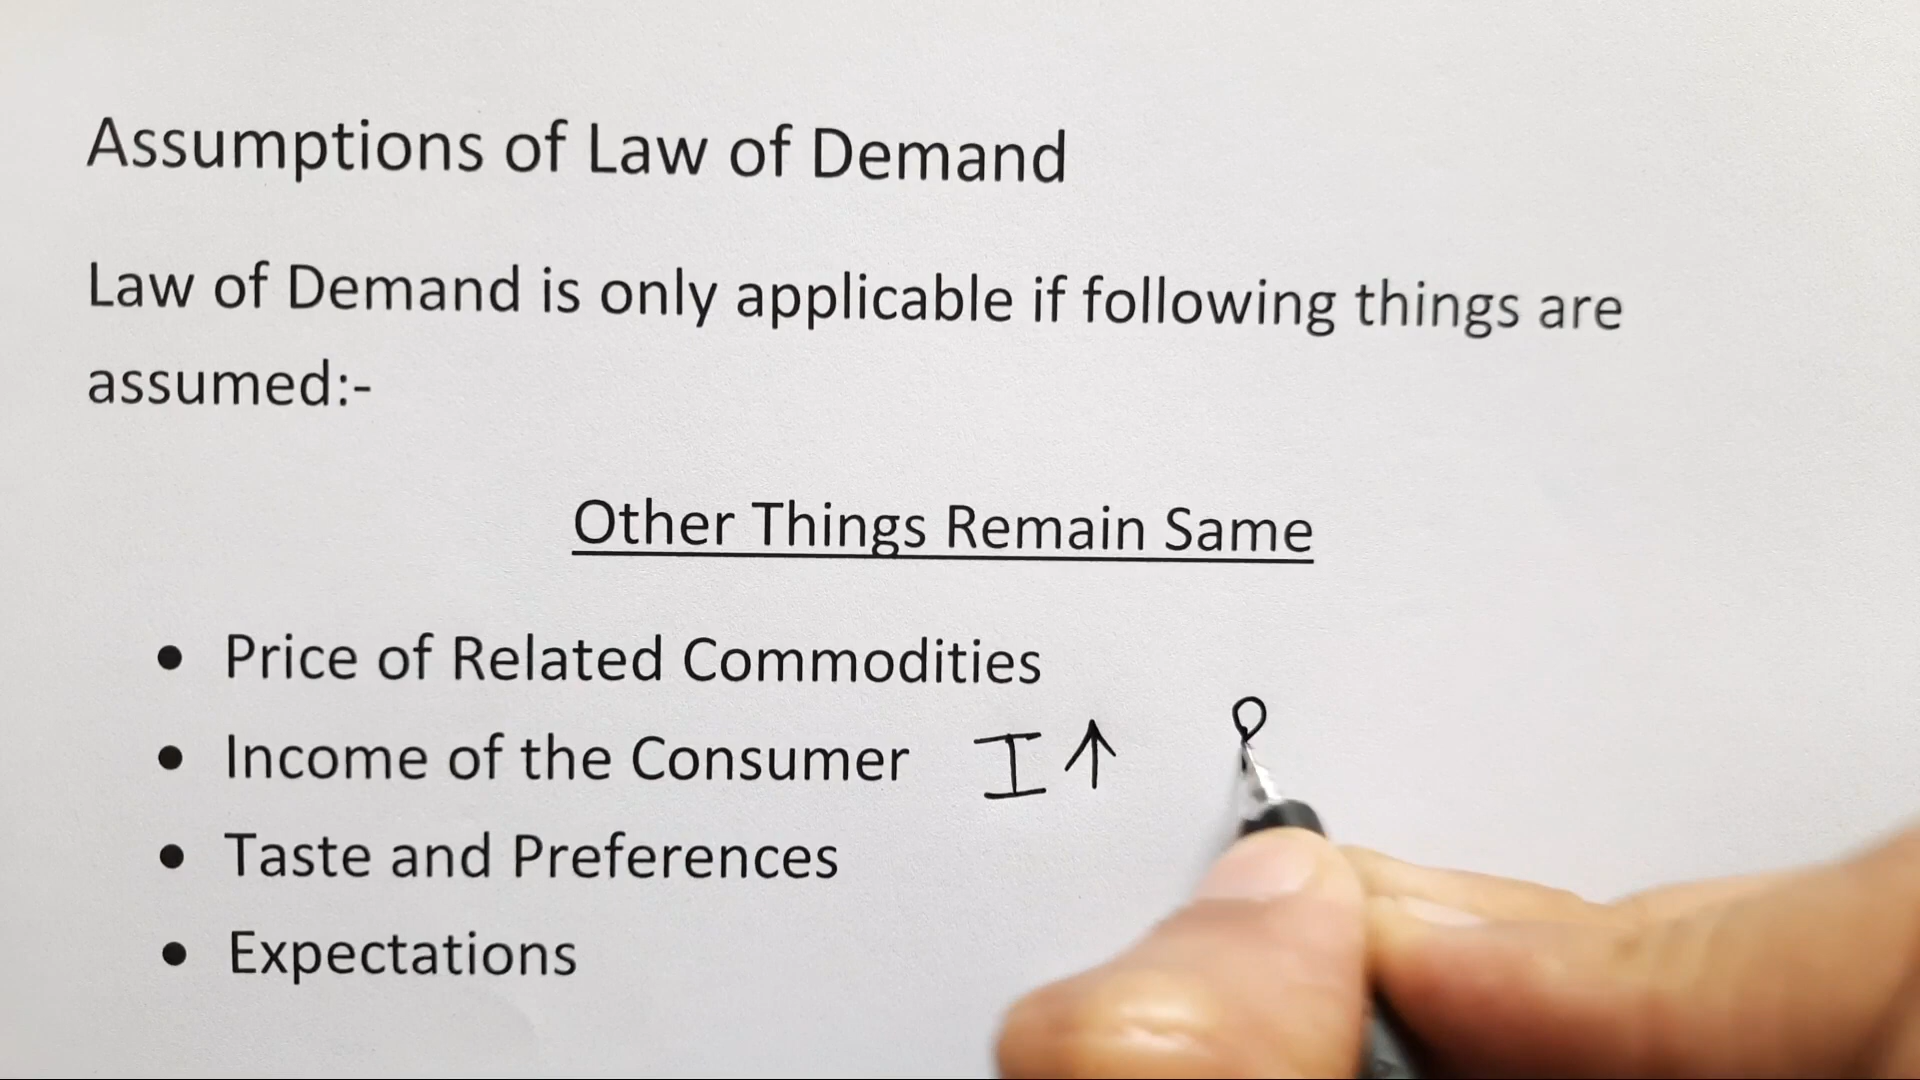 Assumptions of Law of Demand
Law of Demand is only applicable if following things are
assumed:-
Other Things Remain Same
• Price of Related Commodities
• Income of the Consumer I ↑
• Taste and Preferences
• Expectations